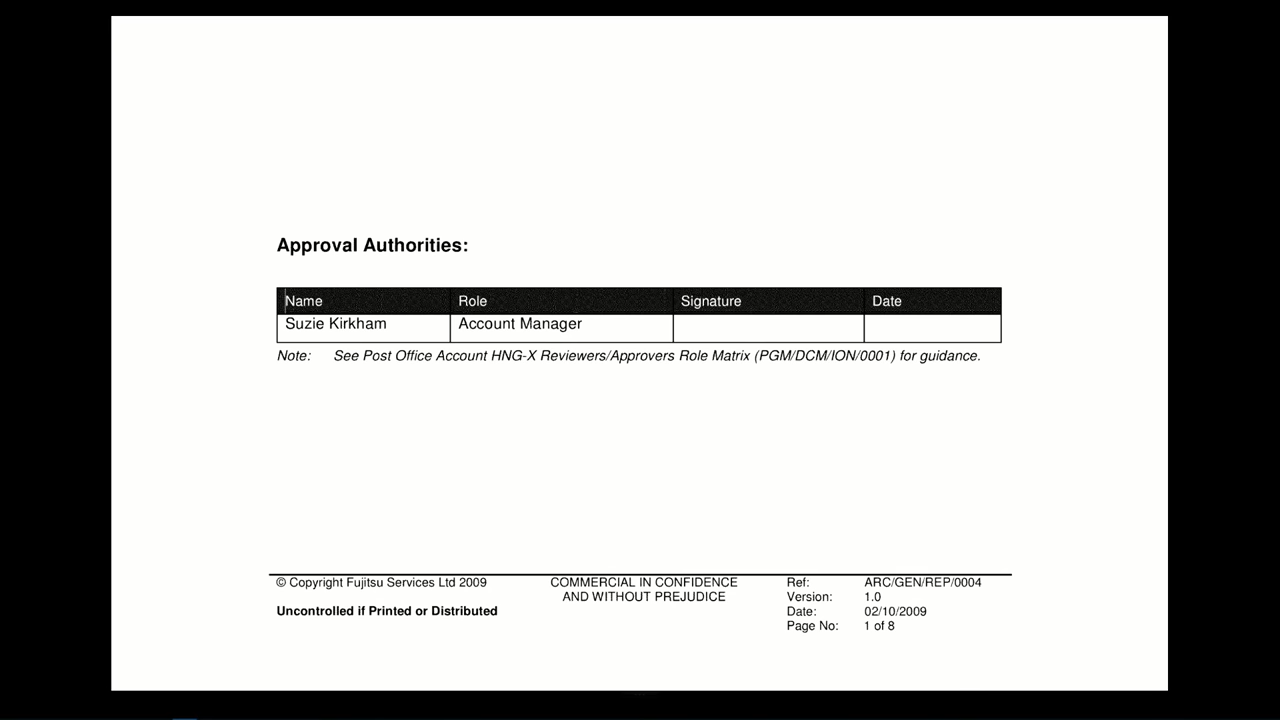 Approval Authorities:
Name Role Signature Date
Suzie Kirkham Account Manager
Note: See Post Office Account HNG-X Reviewers/Approvers Role Matrix (PGM/DCM/ION/0001) for guidance.
© Copyright Fujitsu Services Ltd 2009 COMMERCIAL IN CONFIDENCE Ref: ARC/GEN/REP/0004
AND WITHOUT PREJUDICE Version: 1.0
Uncontrolled if Printed or Distributed Date: 02/10/2009
Page No: 1 of 8